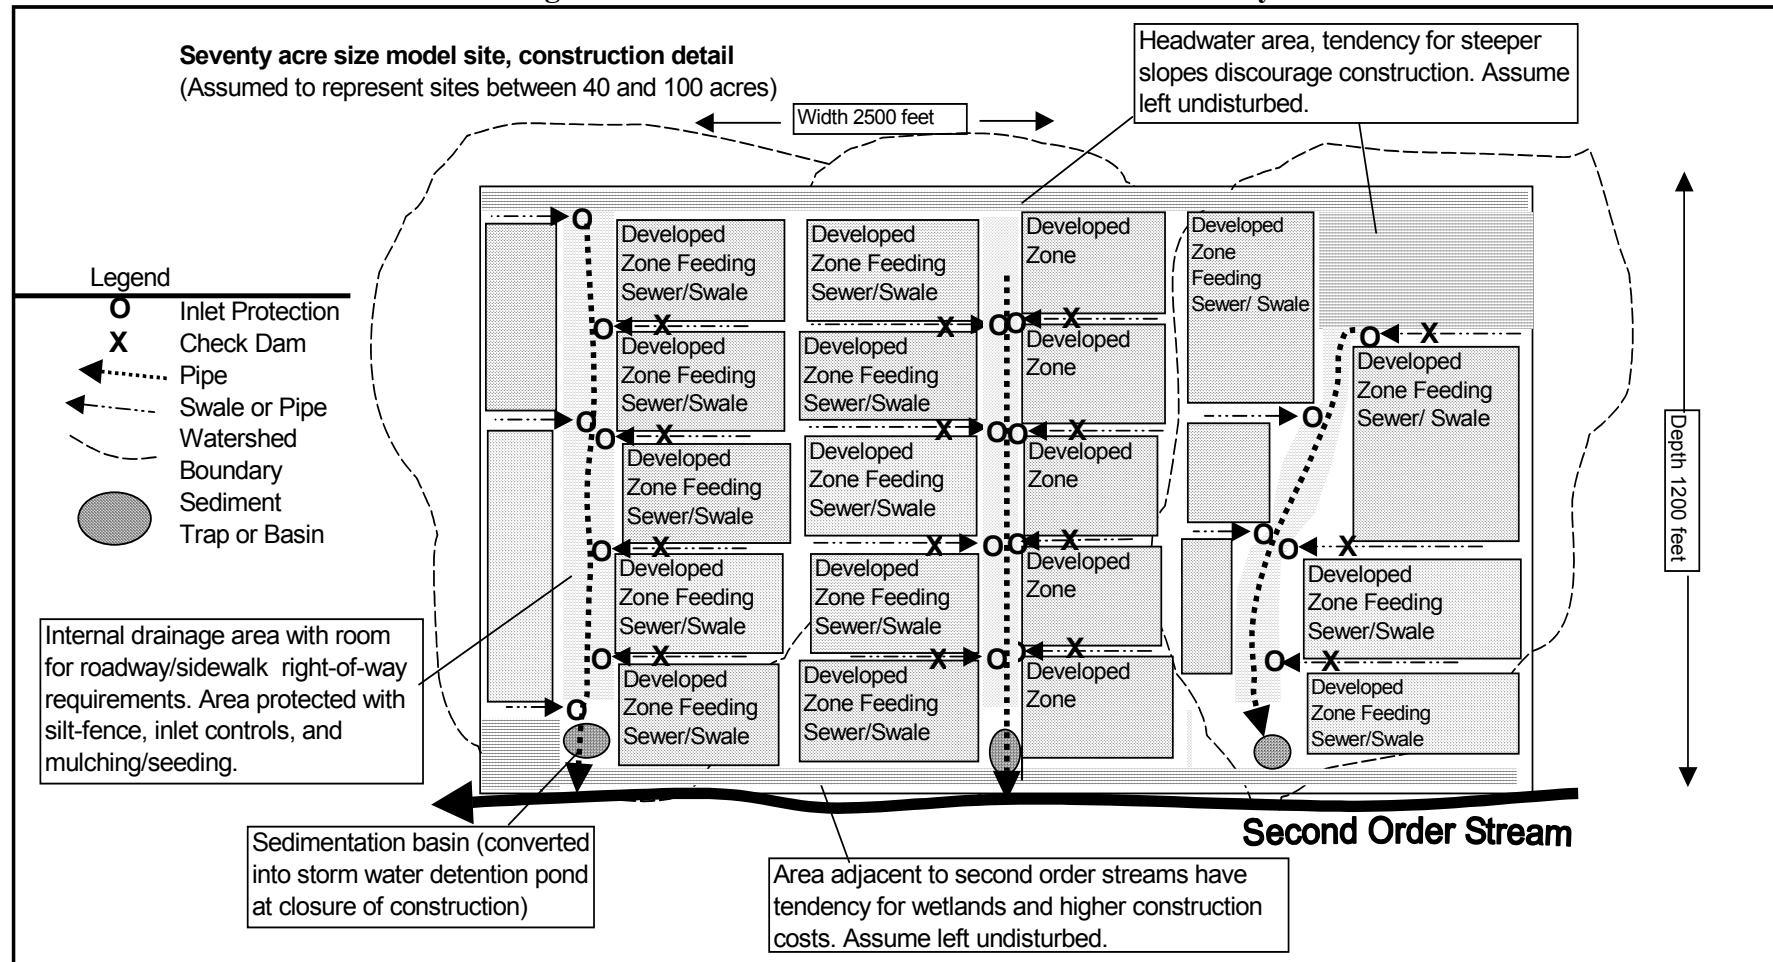 Seventy acre size model site, construction detail
(Assumed to represent sites between 40 and 100 acres)
Width 2500 feet
Headwater area, tendency for steeper
slopes discourage construction. Assume
left undisturbed.
Depth 1200 feet
Legend
O Inlet Protection
X Check Dam
Pipe
Swale or Pipe
Watershed
Boundary
Sediment
Trap or Basin
Developed
Zone Feeding
Sewer/Swale
Developed
Zone Feeding
Sewer/Swale
Developed
Zone Feeding
Sewer/Swale
Developed
Zone Feeding
Sewer/Swale
Developed
Zone Feeding
Sewer/Swale
Developed
Zone Feeding
Sewer/Swale
Developed
Zone Feeding
Sewer/Swale
Developed
Zone Feeding
Sewer/Swale
Developed
Zone Feeding
Sewer/Swale
Developed
Zone Feeding
Sewer/Swale
Developed
Zone
Developed
Zone
Developed
Zone
Developed
Zone
Developed
Zone
Developed
Zone
Feeding
Sewer/ Swale
Developed
Zone Feeding
Sewer/ Swale
Developed
Zone Feeding
Sewer/Swale
Developed
Zone Feeding
Sewer/Swale
Internal drainage area with room
for roadway/sidewalk right-of-way
requirements. Area protected with
silt-fence, inlet controls, and
mulching/seeding.
Second Order Stream
Sedimentation basin (converted
into storm water detention pond
at closure of construction)
Area adjacent to second order streams have
tendency for wetlands and higher construction
costs. Assume left undisturbed.